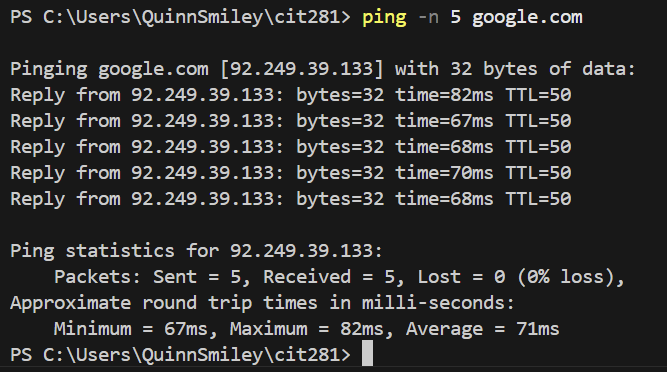 PS C:\Users\QuinnSmiley\cit281> ping -n 5 google.com
Pinging google.com [92.249.39.133] with 32 bytes of data:
Reply from 92.249.39.133: bytes=32 time=82ms TTL=50
Reply from 92.249.39.133: bytes=32 time=67ms TTL=50
Reply from 92.249.39.133: bytes=32 time=68ms TTL=50
Reply from 92.249.39.133: bytes=32 time=70ms TTL=50
Reply from 92.249.39.133: bytes=32 time=68ms TTL=50
Ping statistics for 92.249.39.133:
    Packets: Sent = 5, Received = 5, Lost = 0 (0% loss),
Approximate round trip times in milli-seconds:
    Minimum = 67ms, Maximum = 82ms, Average = 71ms
PS C:\Users\QuinnSmiley\cit281>